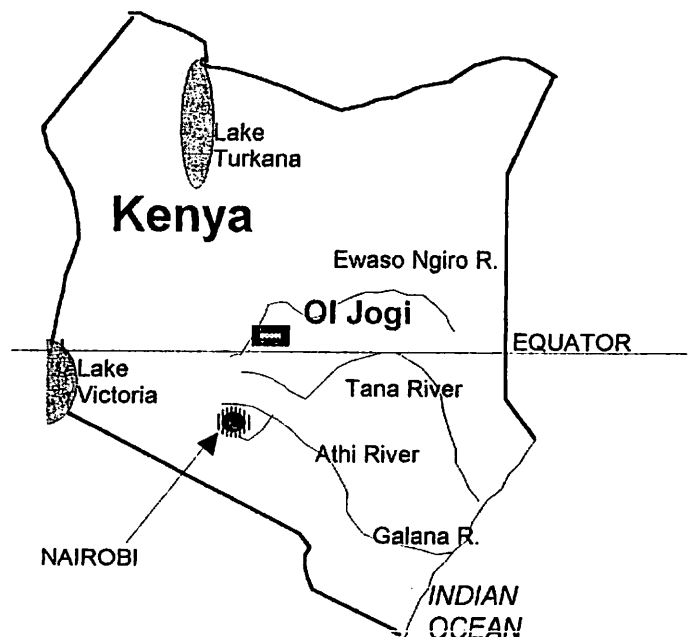 Lake
Turkana
Kenya
Ewaso Ngiro R.
Ol Jogi
EQUATOR
Lake
Victoria
Tana River
Athi River
Galana R.
NAIROBI
INDIAN
OCEAN